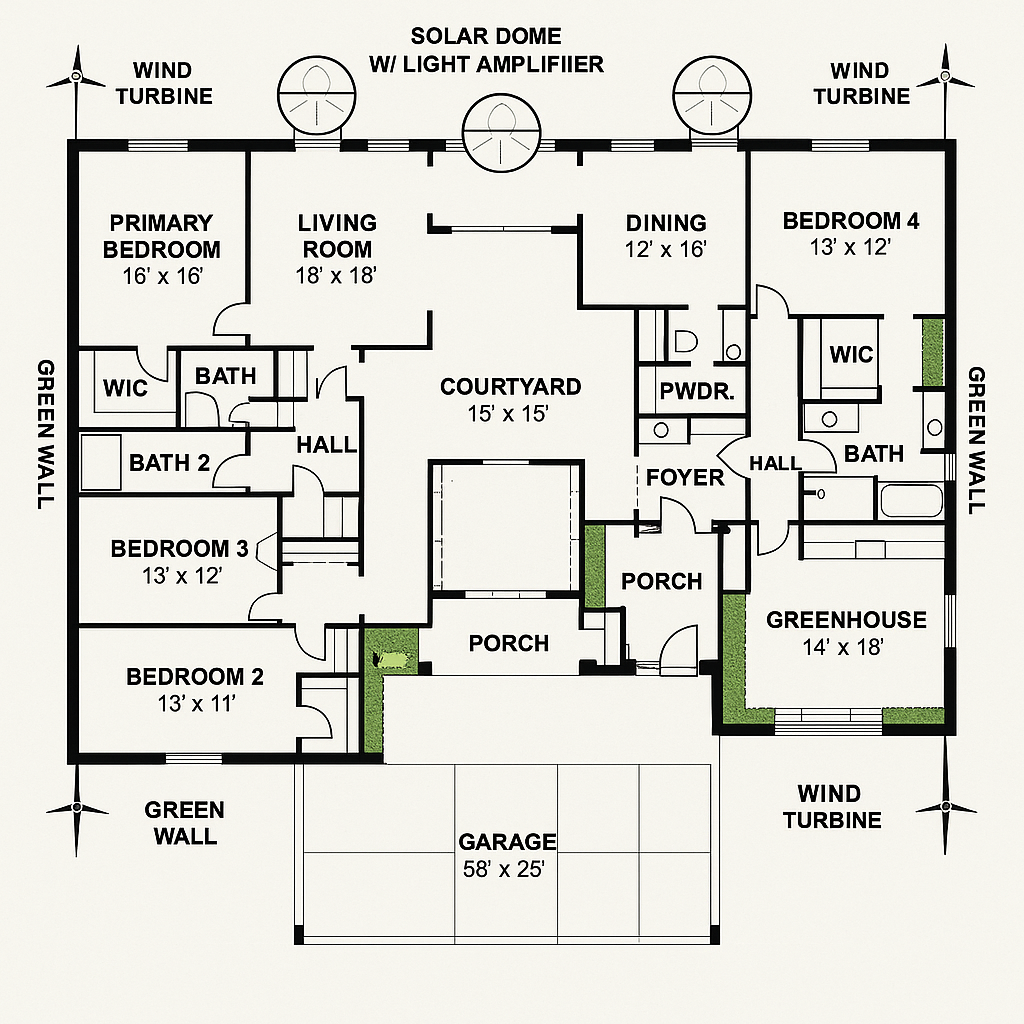 SOLAR DOME
W/ LIGHT AMPLIFIIER
WIND
TURBINE
WIND
TURBINE
PRIMARY
BEDROOM
16' x 16'
LIVING
ROOM
18' x 18'
DINING
12' x 16'
BEDROOM 4
13' x 12'
GREEN WALL
WIC
BATH
COURTYARD
15' x 15'
PWDR.
WIC
GREEN WALL
HALL
BATH 2
FOYER
HALL
BATH
BEDROOM 3
13' x 12'
PORCH
GREENHOUSE
14' x 18'
PORCH
BEDROOM 2
13' x 11'
GREEN
WALL
WIND
TURBINE
GARAGE
58' x 25'